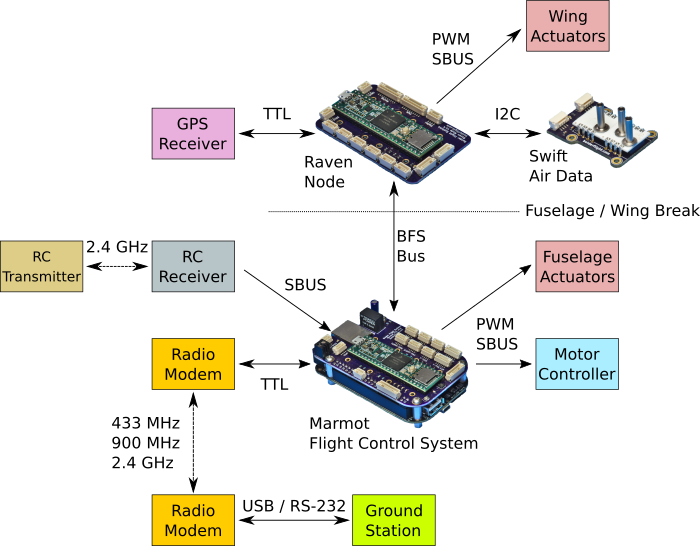 Wing
Actuators
PWM
SBUS
GPS
Receiver
TTL
I2C
Raven
Node
Swift
Air Data
Fuselage / Wing Break
BFS
Bus
RC
Transmitter
2.4 GHz
RC
Receiver
SBUS
Fuselage
Actuators
PWM
SBUS
Motor
Controller
Radio
Modem
TTL
Marmot
Flight Control System
433 MHz
900 MHz
2.4 GHz
Radio
Modem
USB / RS-232
Ground
Station